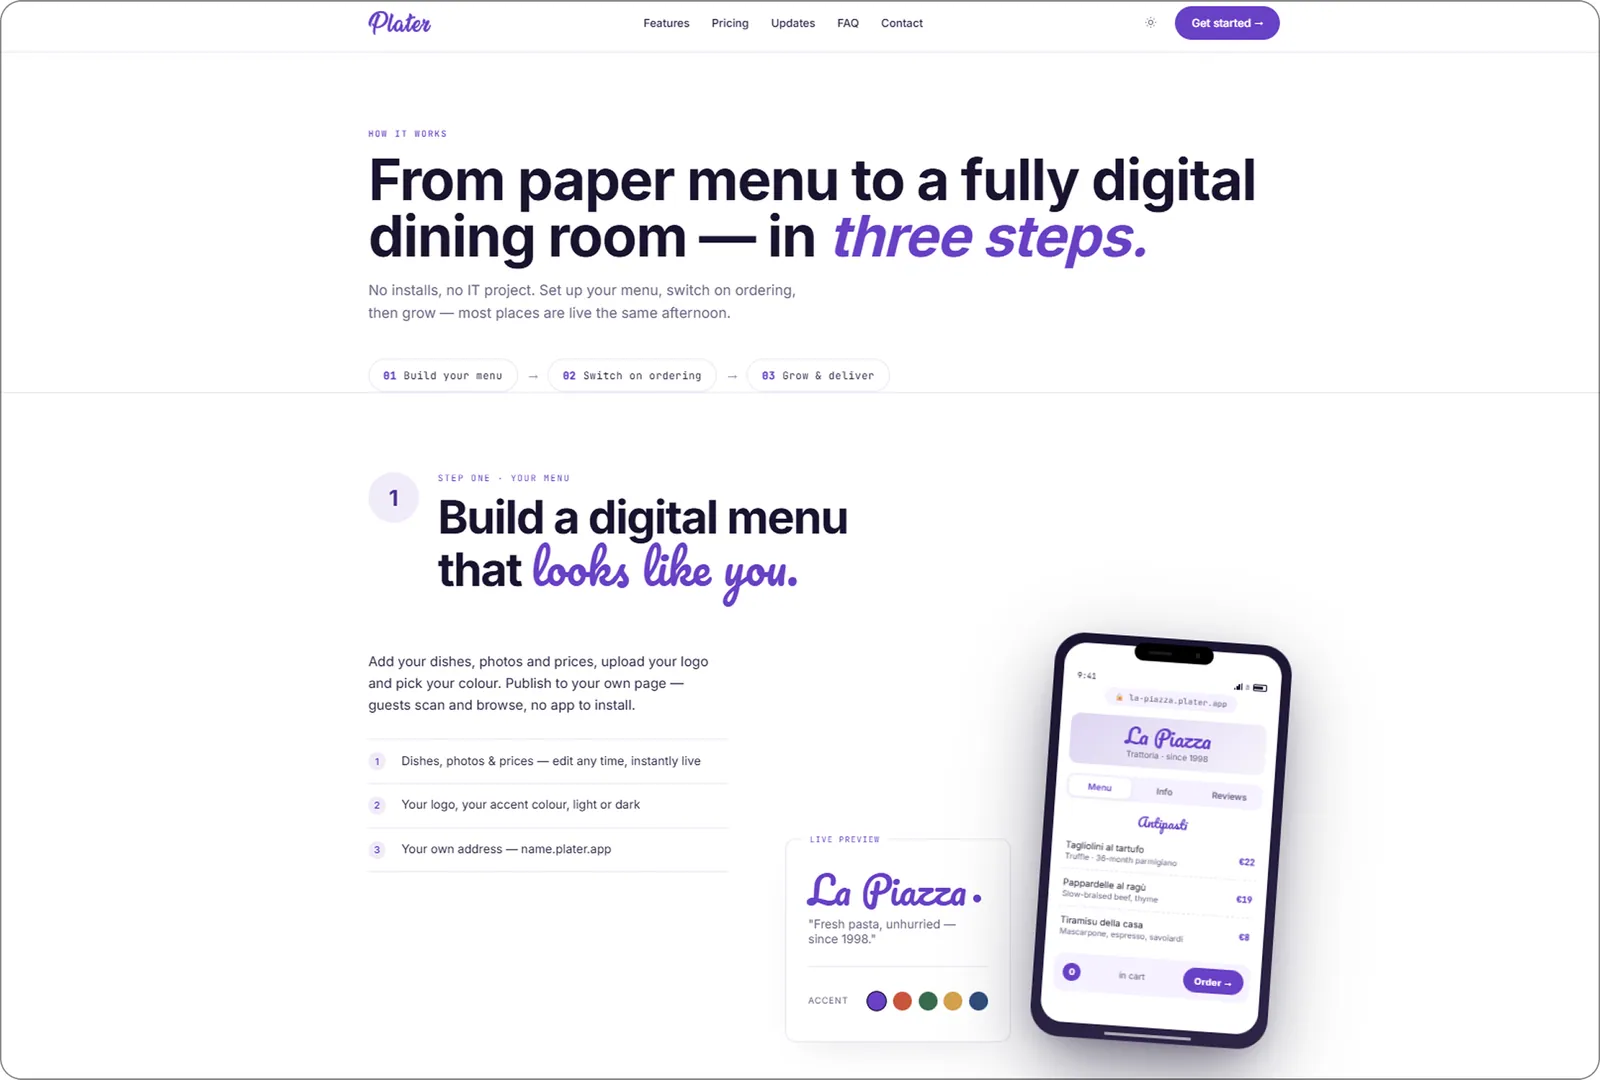 Plater
Features
Pricing
Updates
FAQ
Contact
Get started →
HOW IT WORKS
From paper menu to a fully digital
dining room — in three steps.
No installs, no IT project. Set up your menu, switch on ordering,
then grow — most places are live the same afternoon.
01 Build your menu → 02 Switch on ordering → 03 Grow & deliver
1
STEP ONE · YOUR MENU
Build a digital menu
that looks like you.
Add your dishes, photos and prices, upload your logo
and pick your colour. Publish to your own page —
guests scan and browse, no app to install.
1 Dishes, photos & prices — edit any time, instantly live
2 Your logo, your accent colour, light or dark
3 Your own address — name.plater.app
LIVE PREVIEW
La Piazza
"Fresh pasta, unhurried —
since 1998."
ACCENT
9:41
la-piazza.plater.app
La Piazza
Trattoria · since 1998
Menu
Info
Reviews
Antipasti
Tagliolini al tartufo
Truffle · 36-month parmigiano
€22
Pappardelle al ragù
Slow-braised beef, thyme
€19
Tiramisu della casa
Mascarpone, espresso, savoiardi
€8
0
in cart
Order →